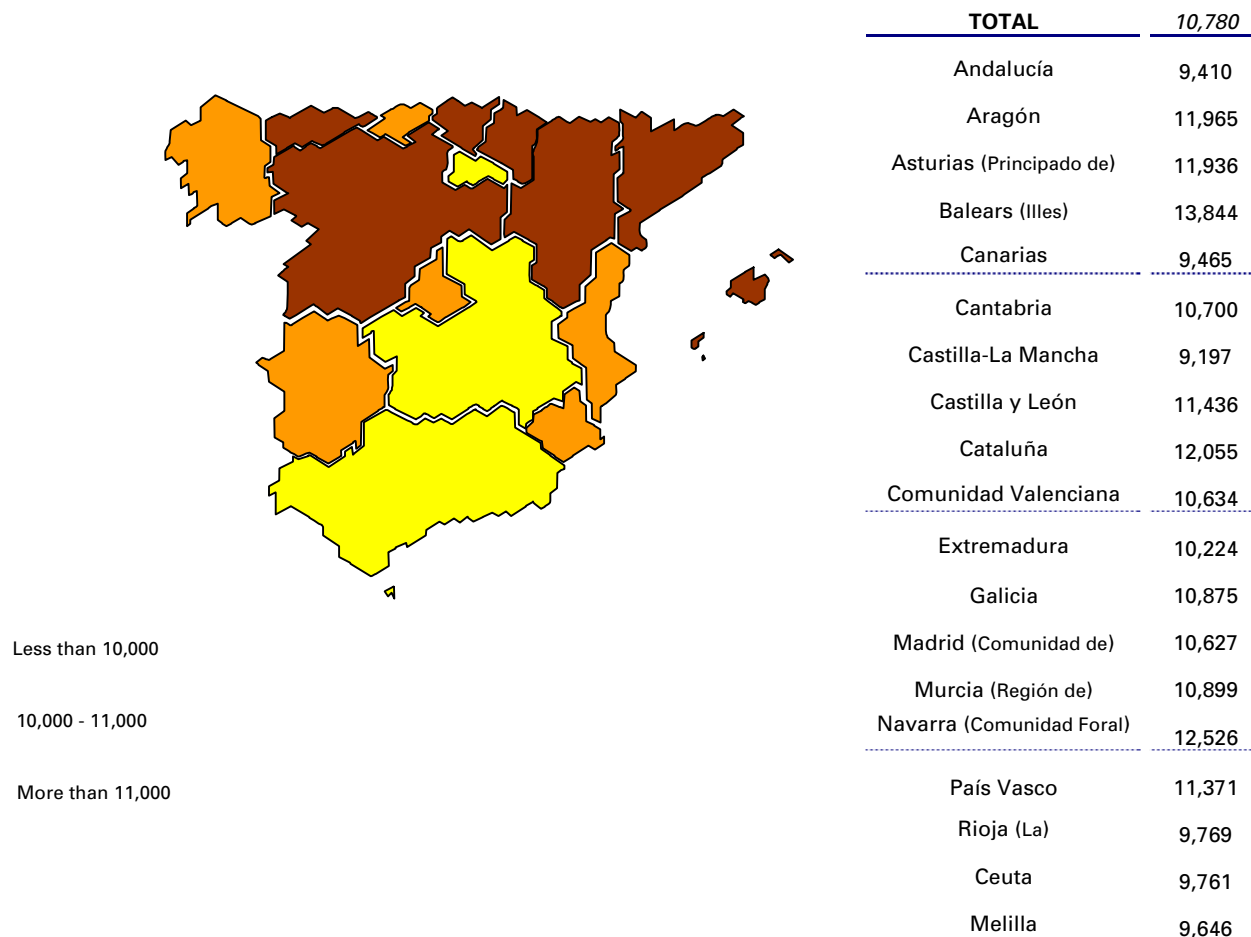 TOTAL 10,780
Andalucía 9,410
Aragón 11,965
Asturias (Principado de) 11,936
Balears (Illes) 13,844
Canarias 9,465
Cantabria 10,700
Castilla-La Mancha 9,197
Castilla y León 11,436
Cataluña 12,055
Comunidad Valenciana 10,634
Extremadura 10,224
Galicia 10,875
Madrid (Comunidad de) 10,627
Murcia (Región de) 10,899
Navarra (Comunidad Foral) 12,526
País Vasco 11,371
Rioja (La) 9,769
Ceuta 9,761
Melilla 9,646
Less than 10,000
10,000 - 11,000
More than 11,000